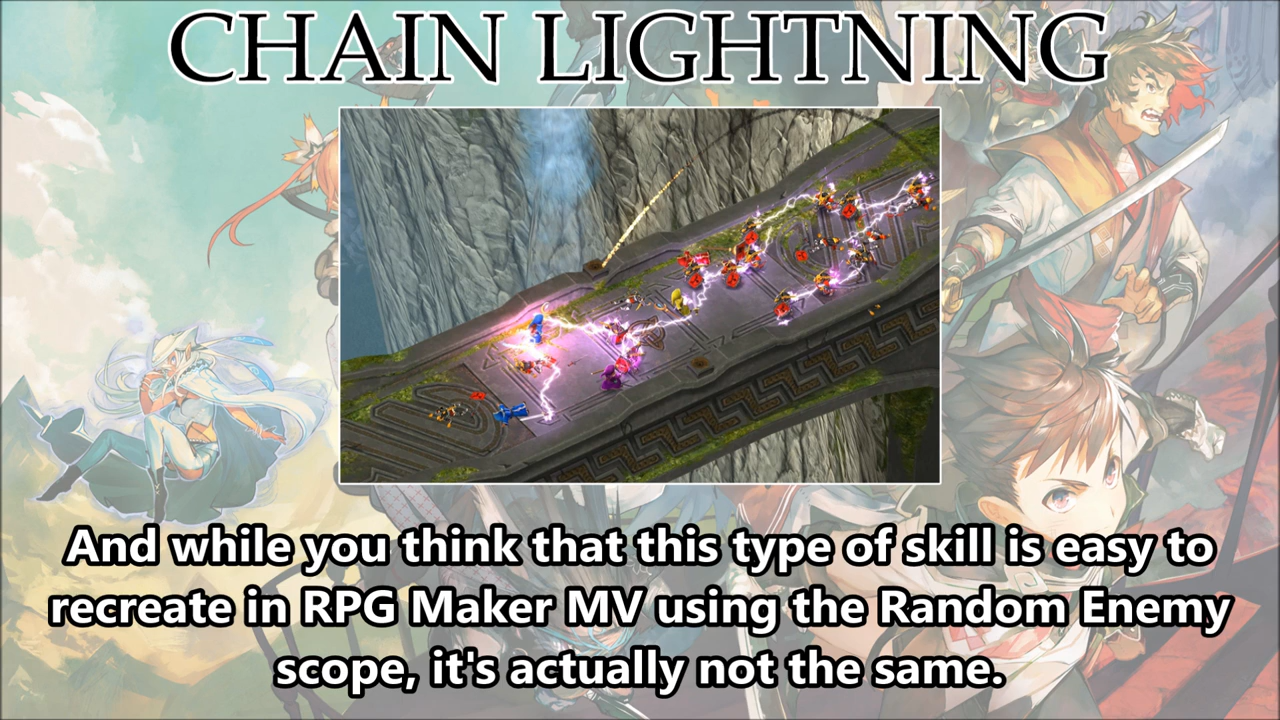 CHAIN LIGHTNING
And while you think that this type of skill is easy to
recreate in RPG Maker MV using the Random Enemy
scope, it's actually not the same.